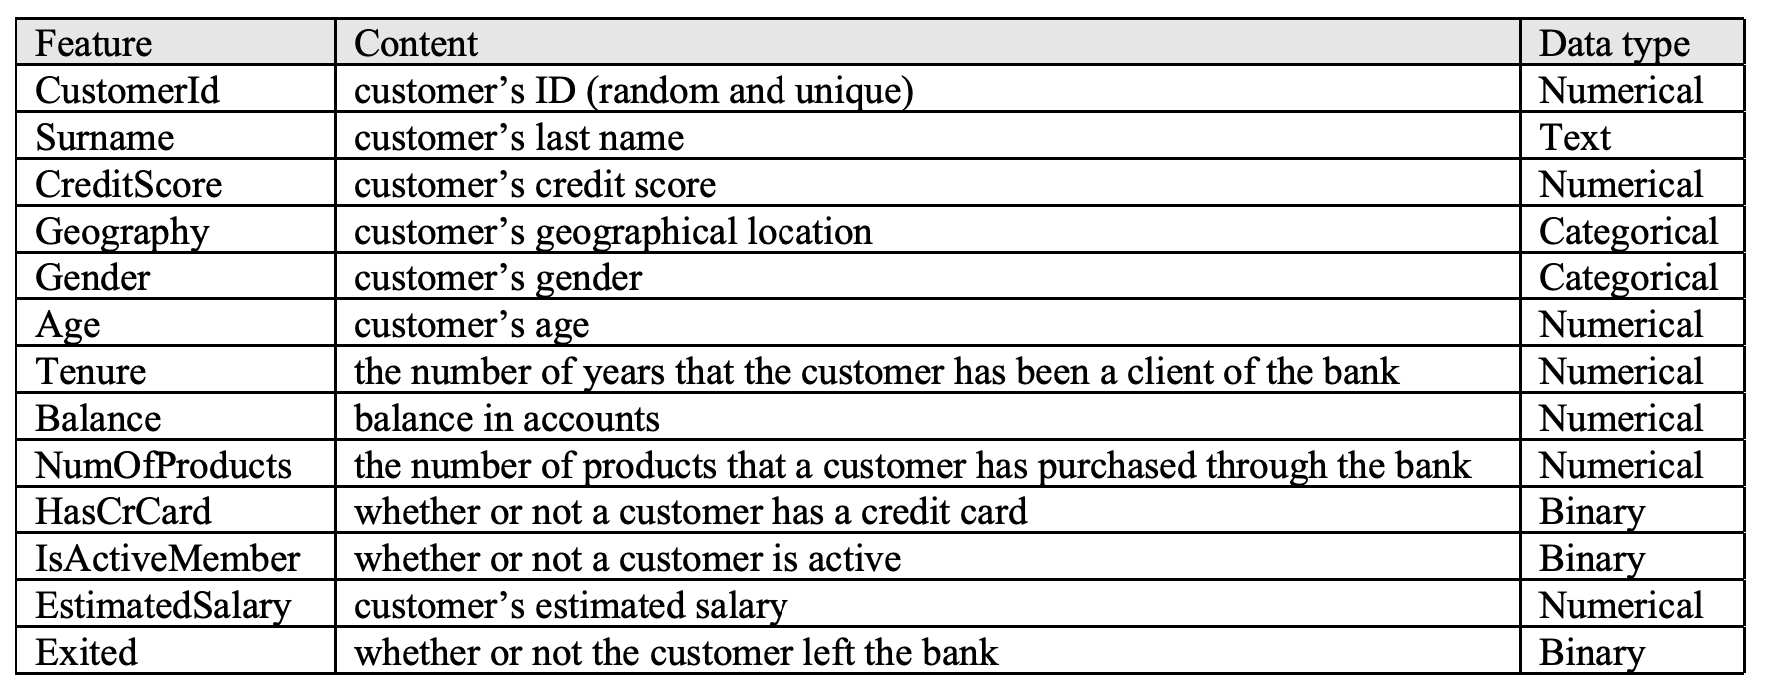 Feature Content Data type
CustomerId customer’s ID (random and unique) Numerical
Surname customer’s last name Text
CreditScore customer’s credit score Numerical
Geography customer’s geographical location Categorical
Gender customer’s gender Categorical
Age customer’s age Numerical
Tenure the number of years that the customer has been a client of the bank Numerical
Balance balance in accounts Numerical
NumOfProducts the number of products that a customer has purchased through the bank Numerical
HasCrCard whether or not a customer has a credit card Binary
IsActiveMember whether or not a customer is active Binary
EstimatedSalary customer’s estimated salary Numerical
Exited whether or not the customer left the bank Binary